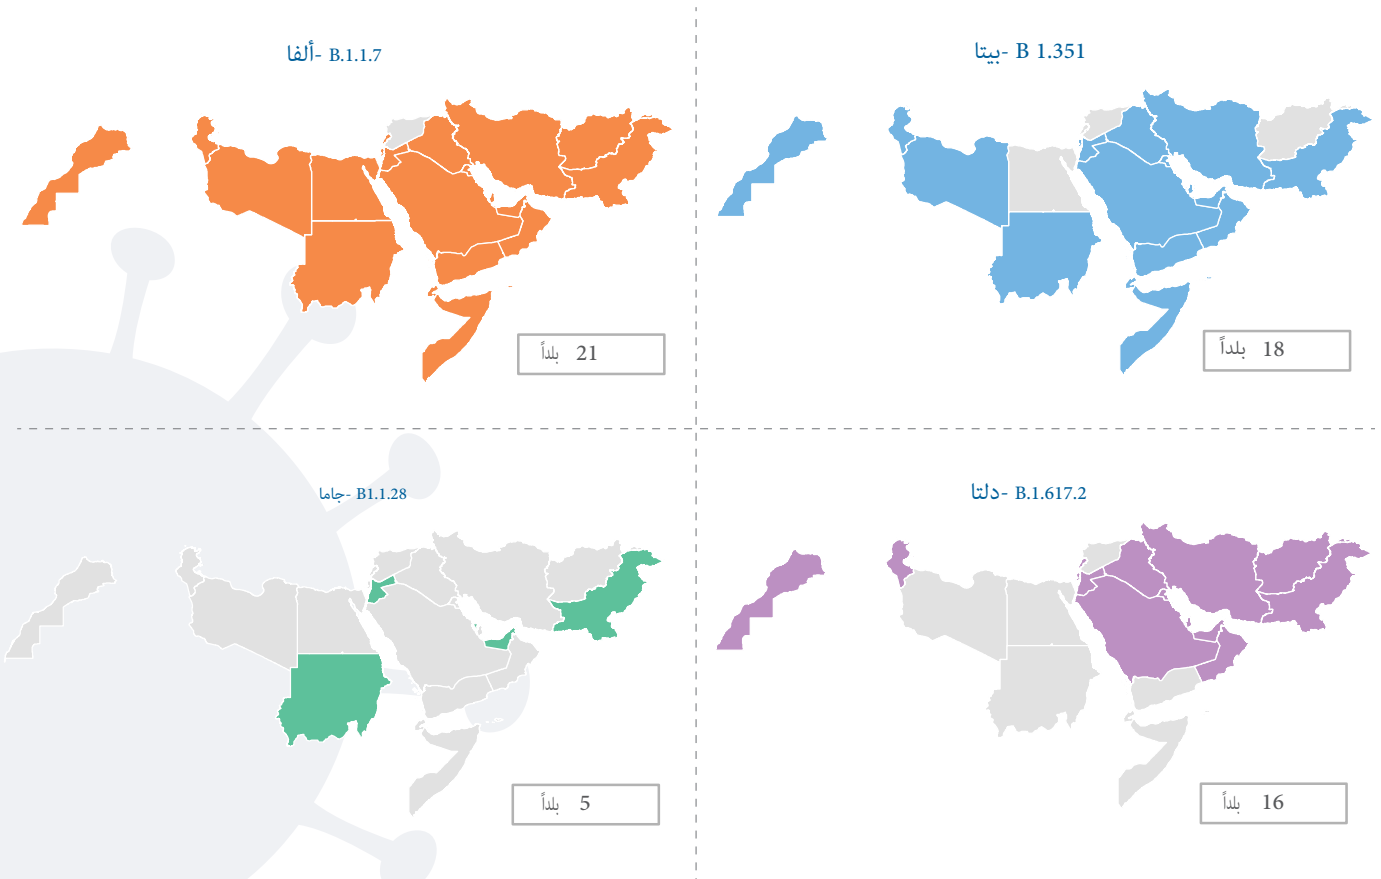 ألفا- B.1.1.7
21 بلداً
بيتا- B 1.351
18 بلداً
جاما- B1.1.28
5 بلداً
دلتا- B.1.617.2
16 بلداً